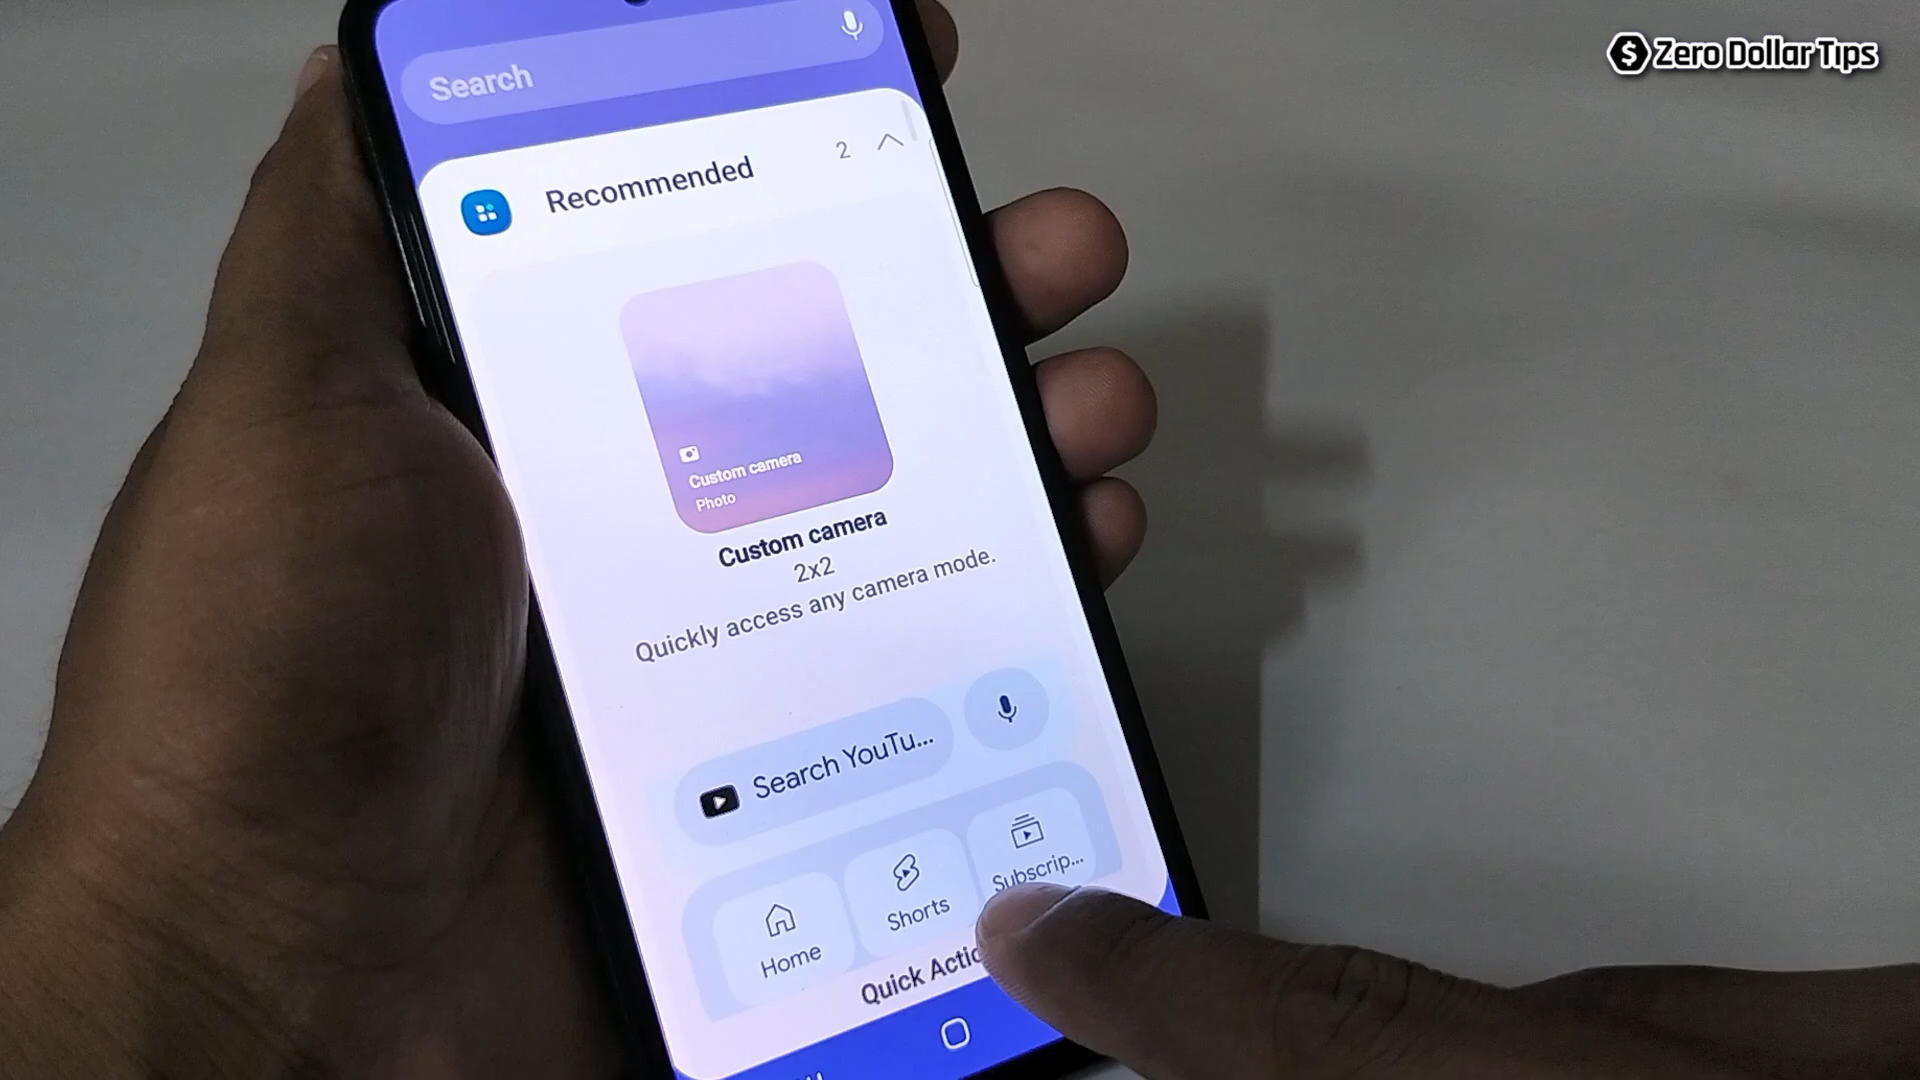 Zero Dollar Tips
Search
Recommended 2
Custom camera
Photo
Custom camera
2x2
Quickly access any camera mode.
Search YouTu...
Home
Shorts
Subscrip...
Quick